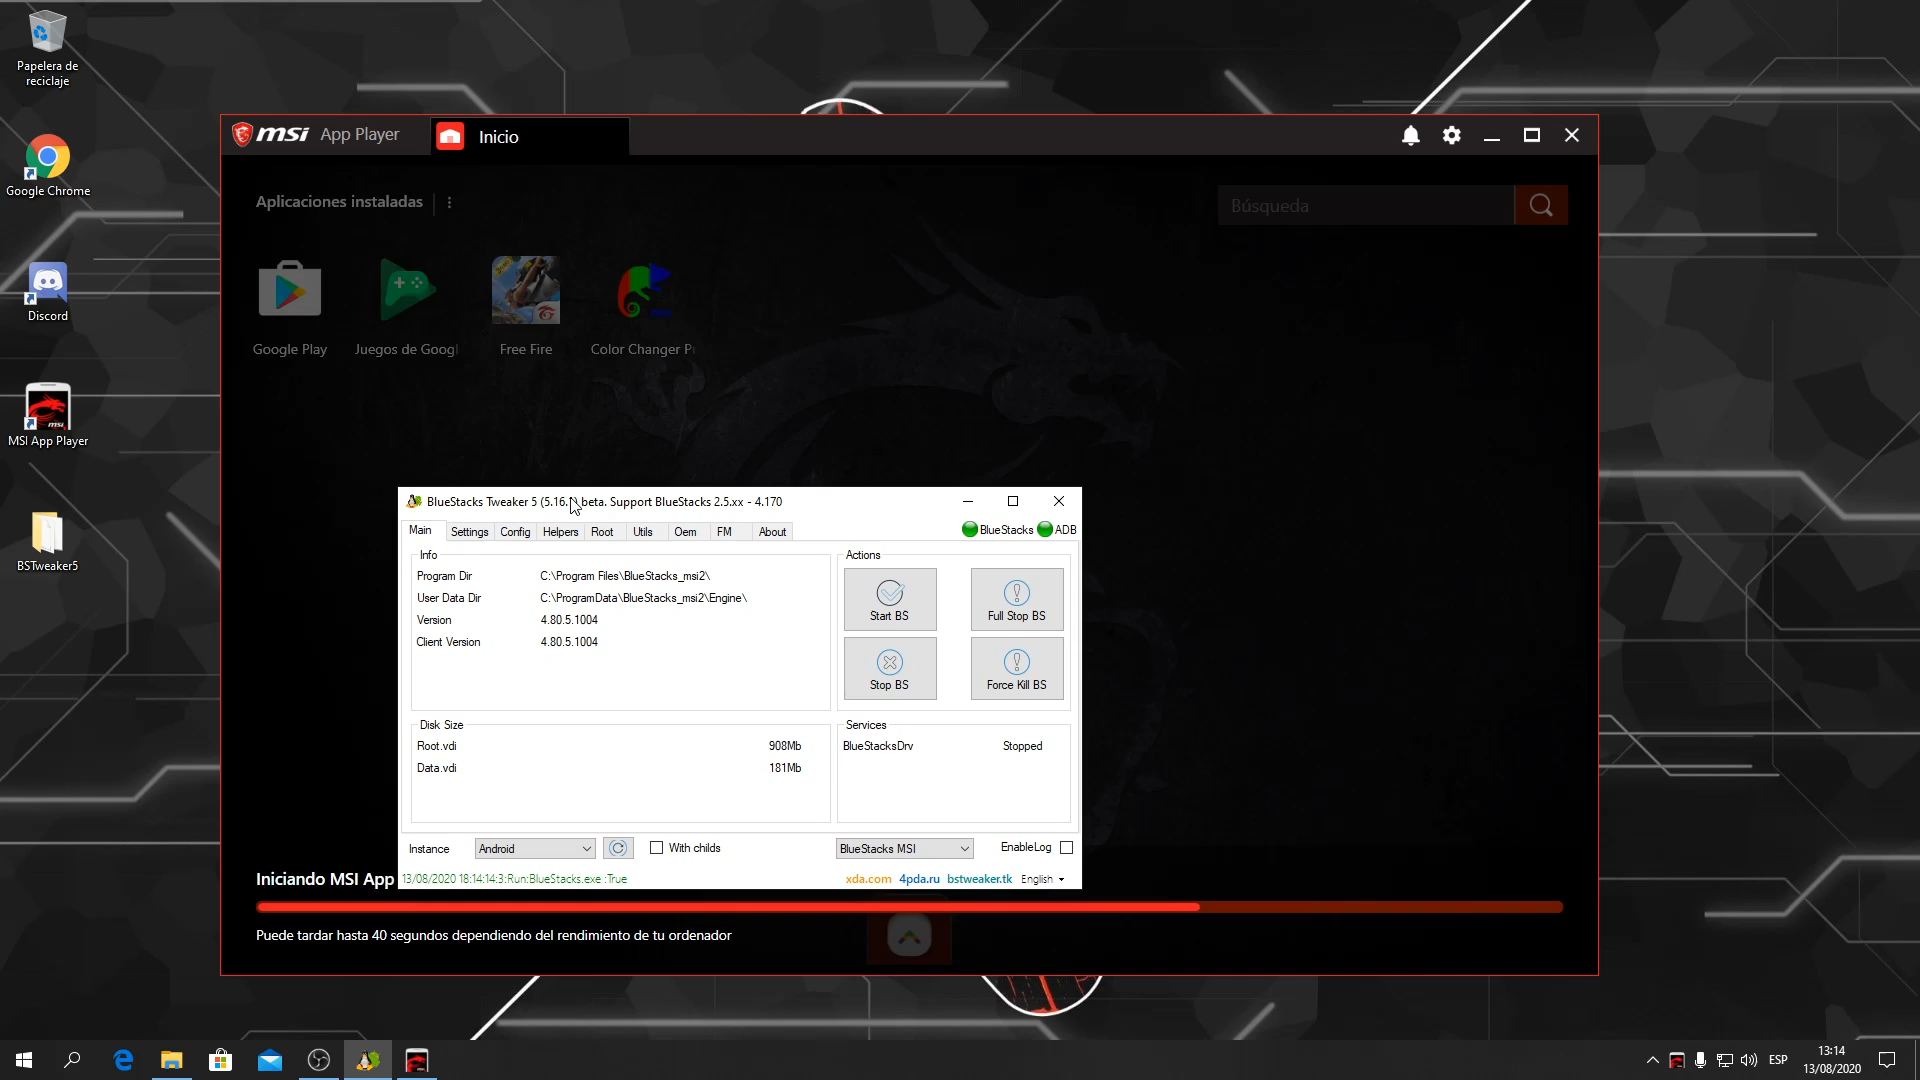 Papelera de
reciclaje
Google Chrome
Discord
MSI App Player
BSTweaker5
msi App Player
Inicio
Aplicaciones instaladas
Búsqueda
Google Play
Juegos de Googl
Free Fire
Color Changer P
BlueStacks Tweaker 5 (5.16. beta. Support BlueStacks 2.5.xx - 4.170
Main Settings Config Helpers Root Utils Oem FM About
BlueStacks ADB
Info
Program Dir C:\Program Files\BlueStacks_msi2\
User Data Dir C:\ProgramData\BlueStacks_msi2\Engine\
Version 4.80.5.1004
Client Version 4.80.5.1004
Actions
Start BS Full Stop BS
Stop BS Force Kill BS
Disk Size
Root.vdi 908Mb
Data.vdi 181Mb
Services
BlueStacksDrv Stopped
Instance Android With childs BlueStacks MSI EnableLog
13/08/2020 18:14:14:3:Run:BlueStacks.exe :True
xda.com 4pda.ru bstweaker.tk English
Iniciando MSI App
Puede tardar hasta 40 segundos dependiendo del rendimiento de tu ordenador
ESP
13:14
13/08/2020